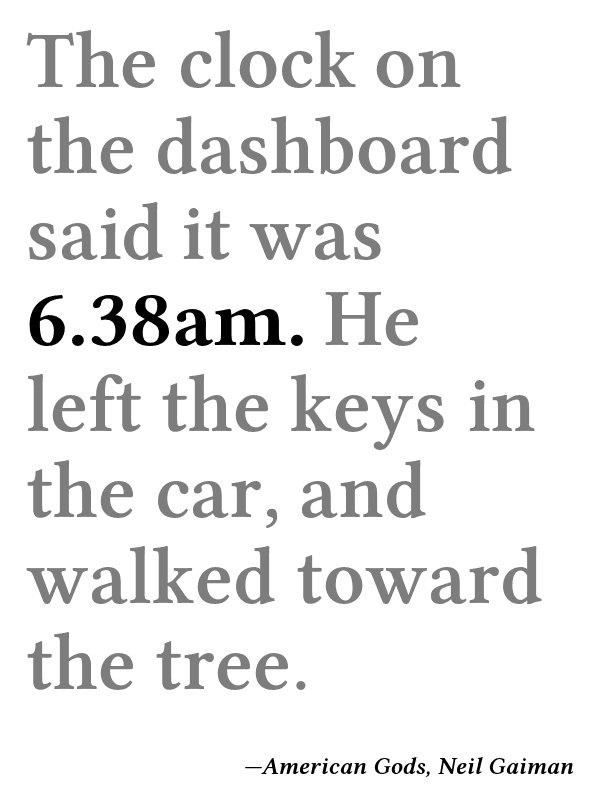 The clock on
the dashboard
said it was
6.38am. He
left the keys in
the car, and
walked toward
the tree.
—American Gods, Neil Gaiman